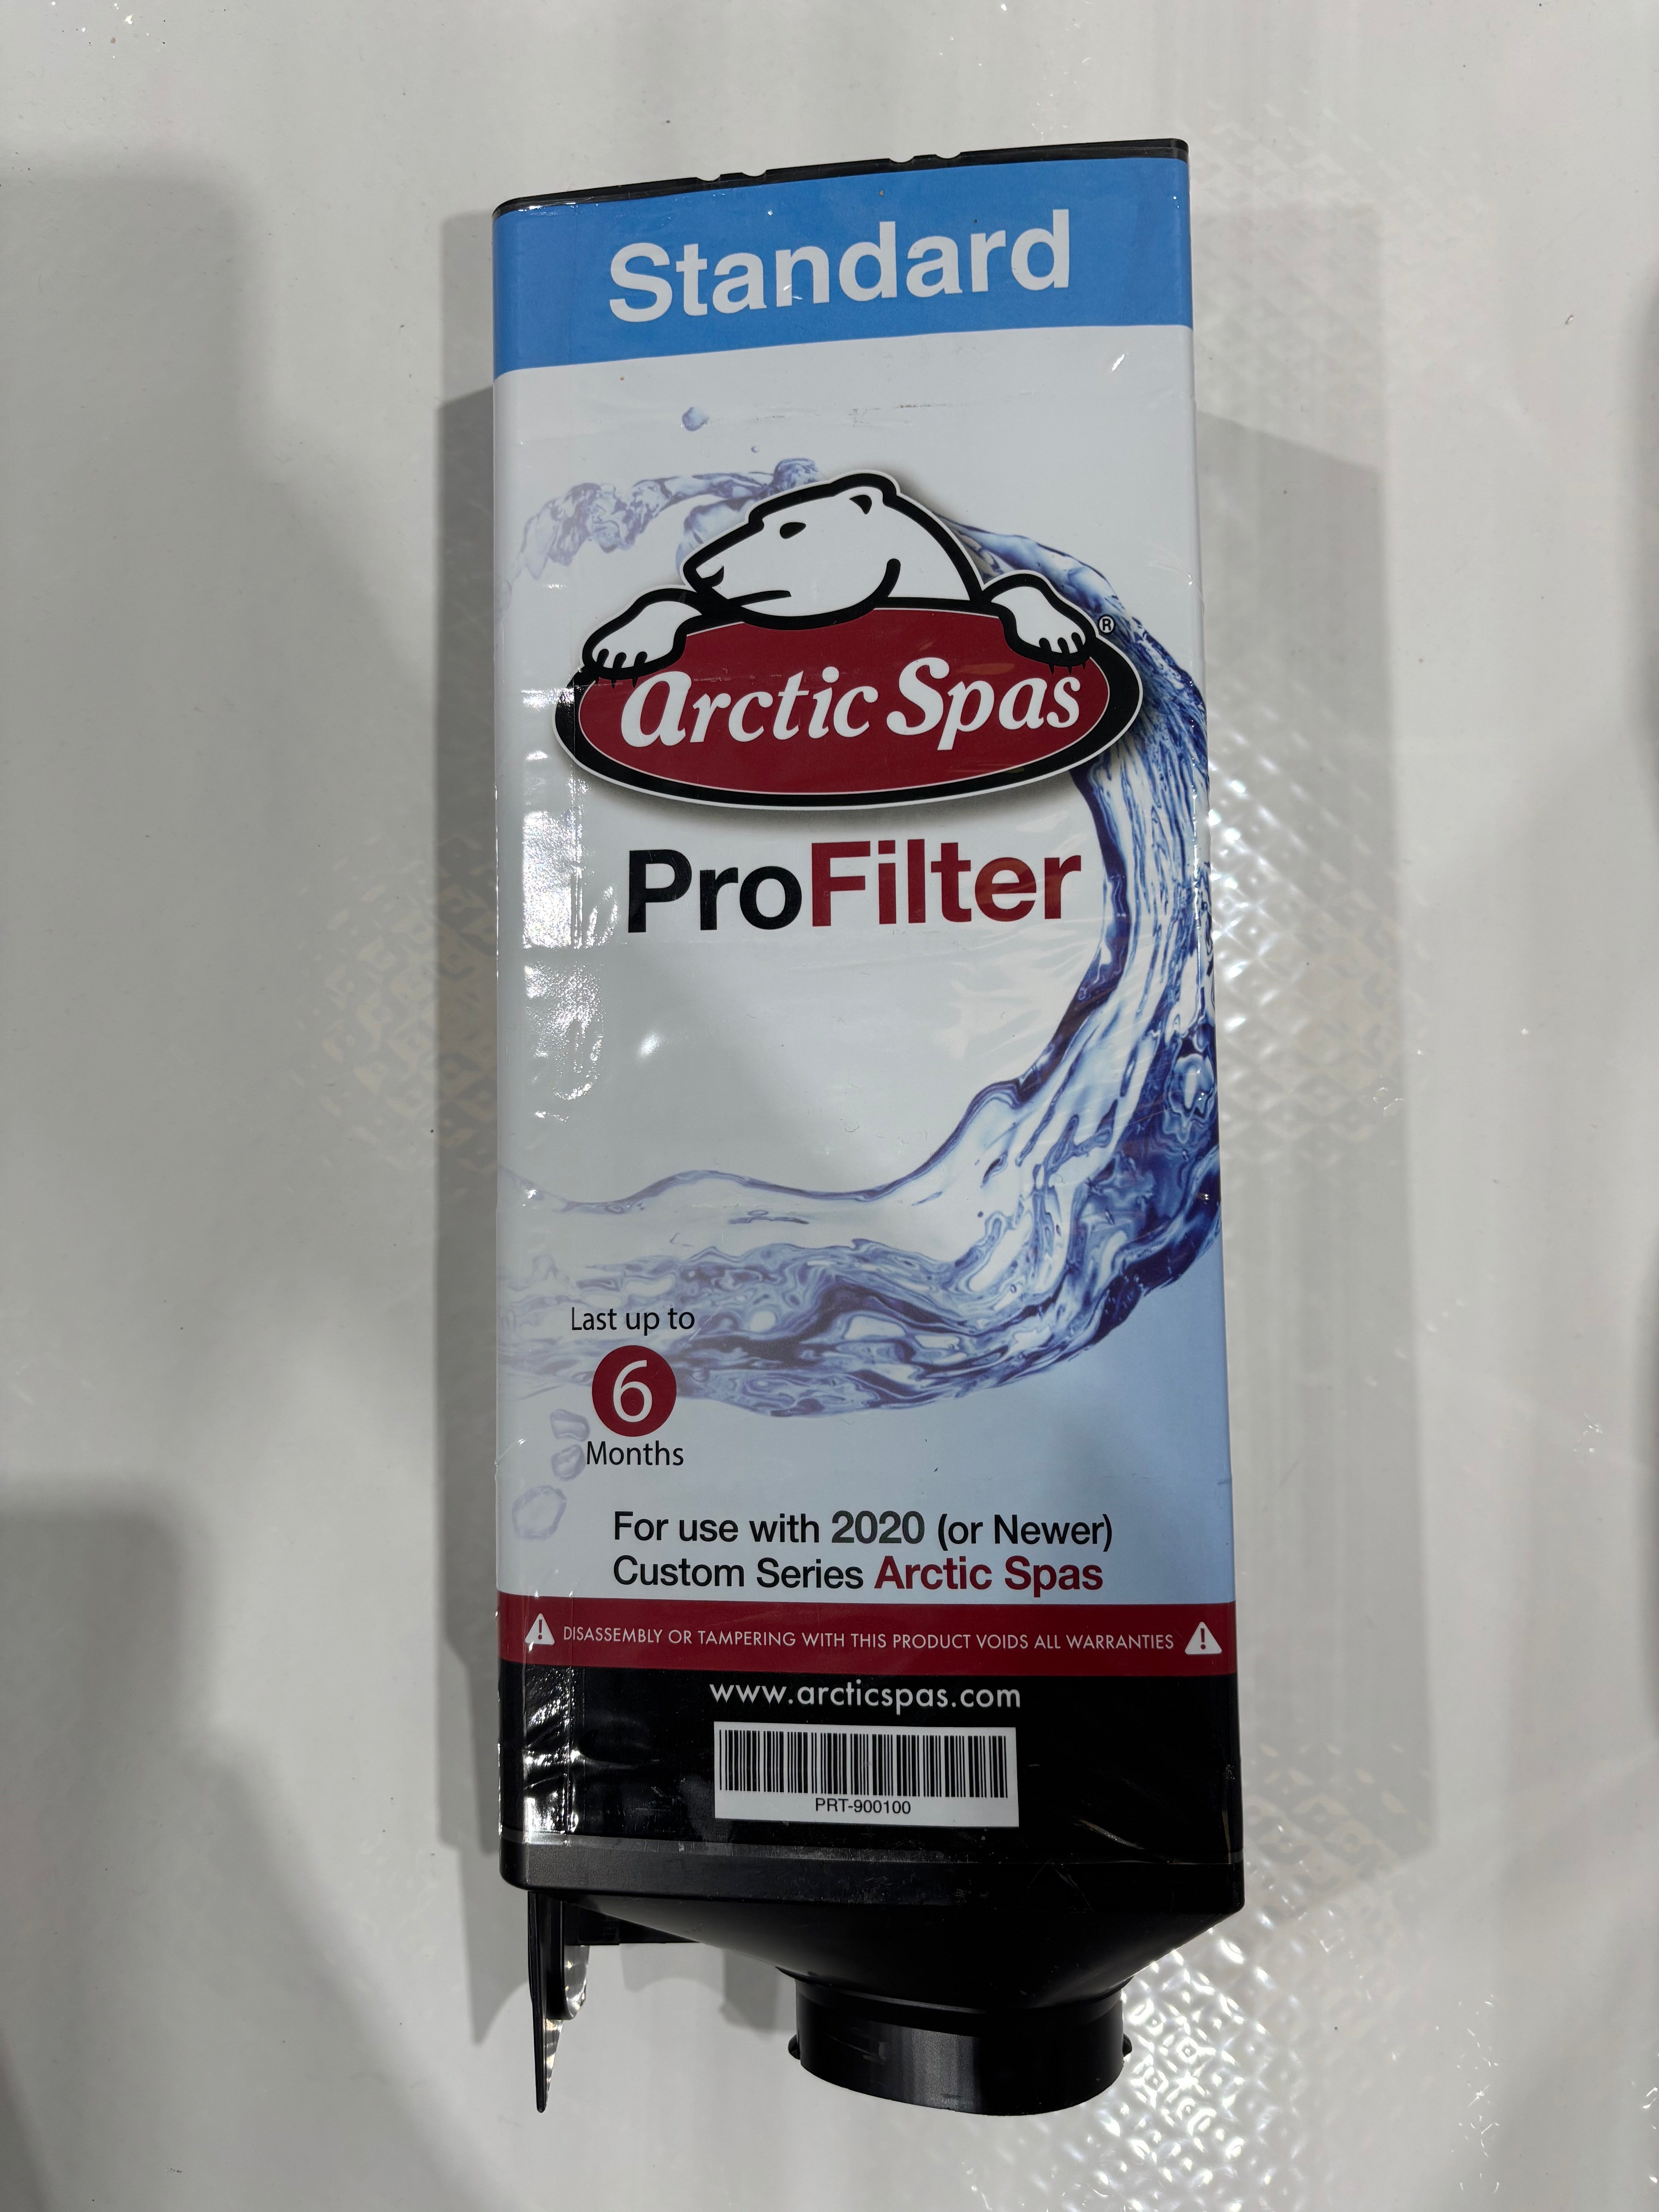 Standard
Arctic Spas®
ProFilter
Last up to
6
Months
For use with 2020 (or Newer)
Custom Series Arctic Spas
DISASSEMBLY OR TAMPERING WITH THIS PRODUCT VOIDS ALL WARRANTIES
www.arcticspas.com
PRT-900100